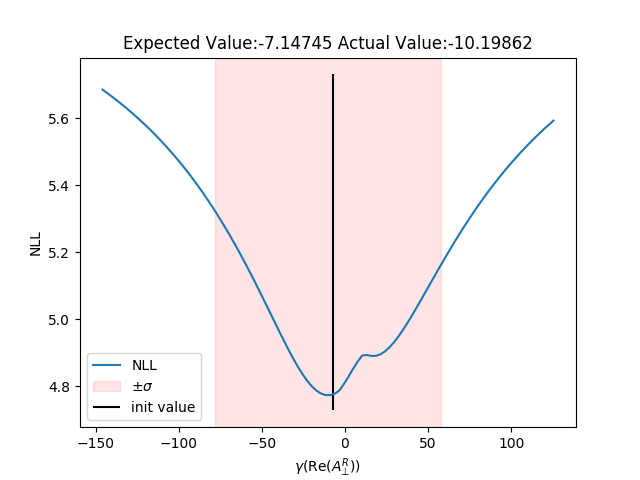 Expected Value:-7.14745 Actual Value:-10.19862
NLL
5.6
5.4
5.2
5.0
4.8
NLL
±σ
init value
−150
−100
−50
0
50
100
γ(Re(A_⊥^R))